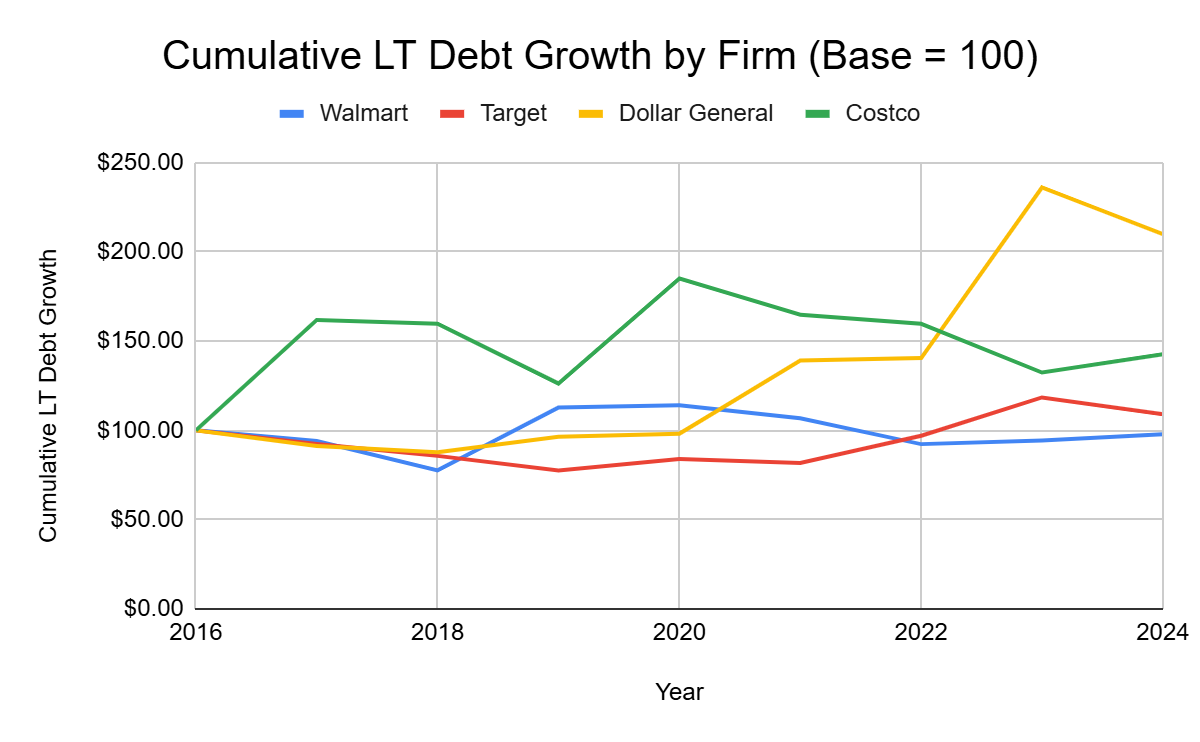 Cumulative LT Debt Growth by Firm (Base = 100)
Walmart Target Dollar General Costco
Cumulative LT Debt Growth
$250.00
$200.00
$150.00
$100.00
$50.00
$0.00
2016 2018 2020 2022 2024
Year